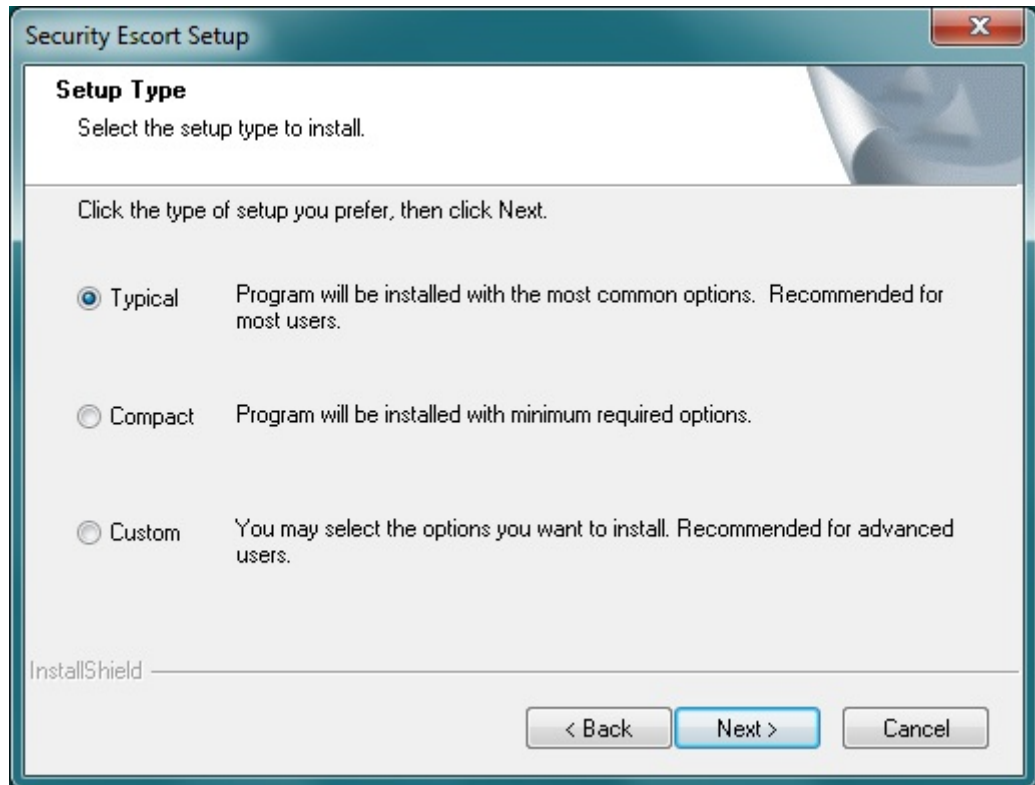 Security Escort Setup
X
Setup Type
Select the setup type to install.
Click the type of setup you prefer, then click Next.
Typical
Program will be installed with the most common options.  Recommended for
most users.
Compact
Program will be installed with minimum required options.
Custom
You may select the options you want to install. Recommended for advanced
users.
InstallShield
< Back
Next >
Cancel